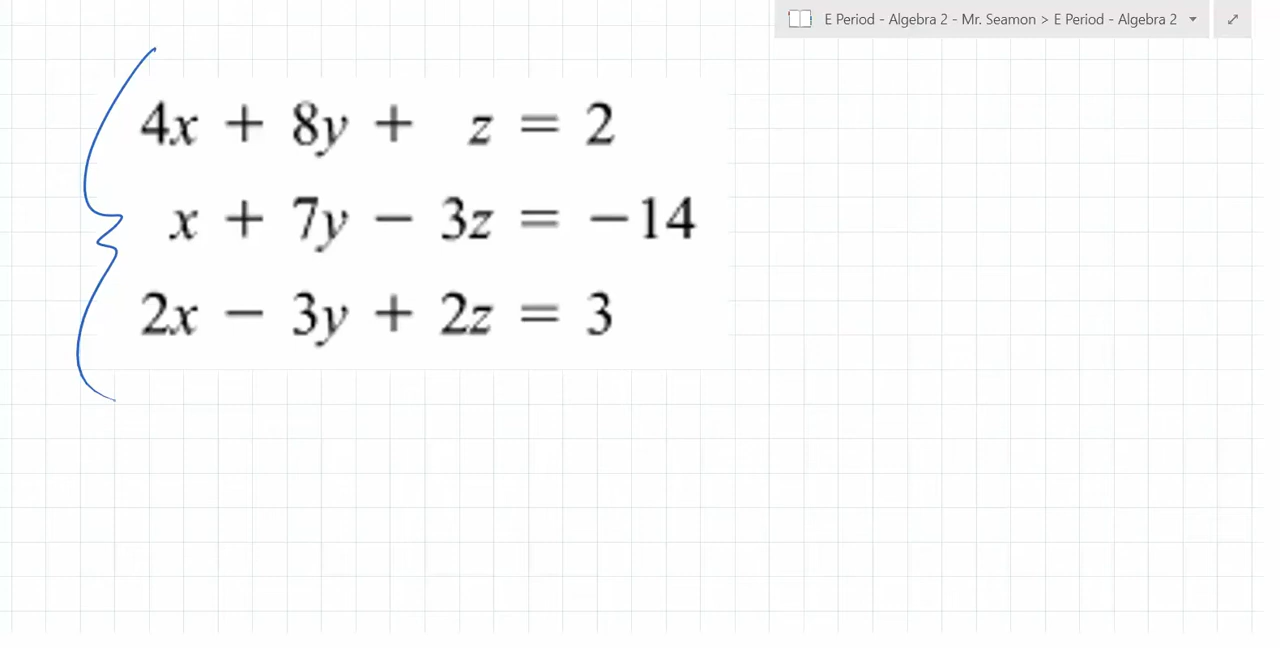 E Period - Algebra 2 - Mr. Seamon > E Period - Algebra 2
4x + 8y + z = 2
x + 7y − 3z = −14
2x − 3y + 2z = 3